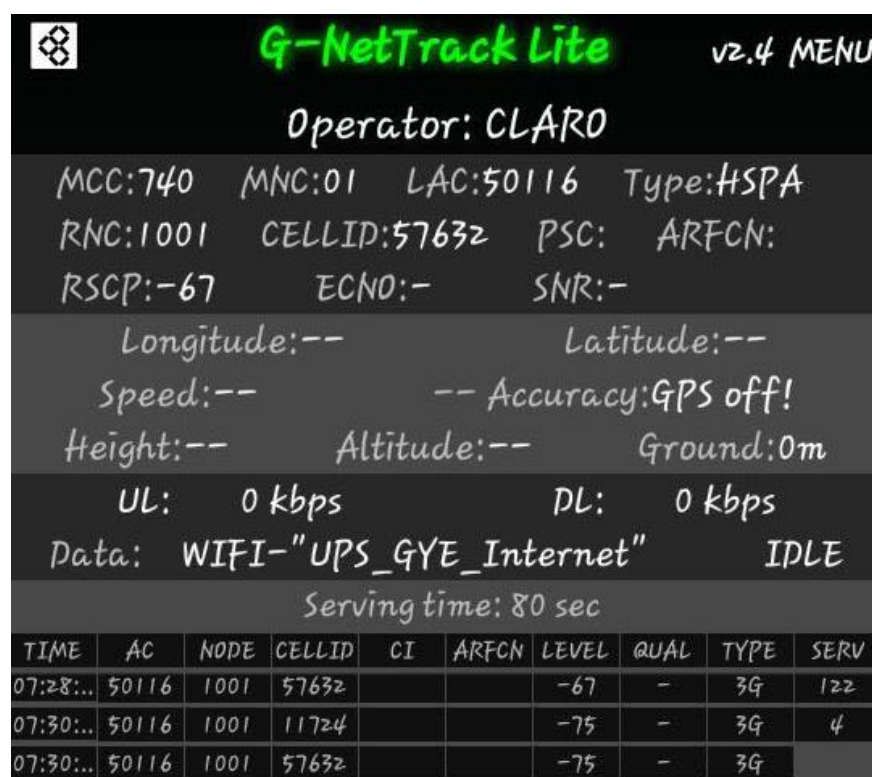 G-NetTrack Lite v2.4 MENU
Operator: CLARO
MCC:740 MNC:01 LAC:50116 Type:HSPA
RNC:1001 CELLID:57632 PSC: ARFCN:
RSCP:-67 ECNO:- SNR:-
Longitude:-- Latitude:--
Speed:-- -- Accuracy:GPS off!
Height:-- Altitude:-- Ground:0m
UL: 0 kbps DL: 0 kbps
Data: WIFI-"UPS_GYE_Internet" IDLE
Serving time: 80 sec
TIME AC NODE CELLID CI ARFCN LEVEL QUAL TYPE SERV
07:28:.. 50116 1001 57632 -67 - 3G 122
07:30:.. 50116 1001 11724 -75 - 3G 4
07:30:.. 50116 1001 57632 -75 - 3G